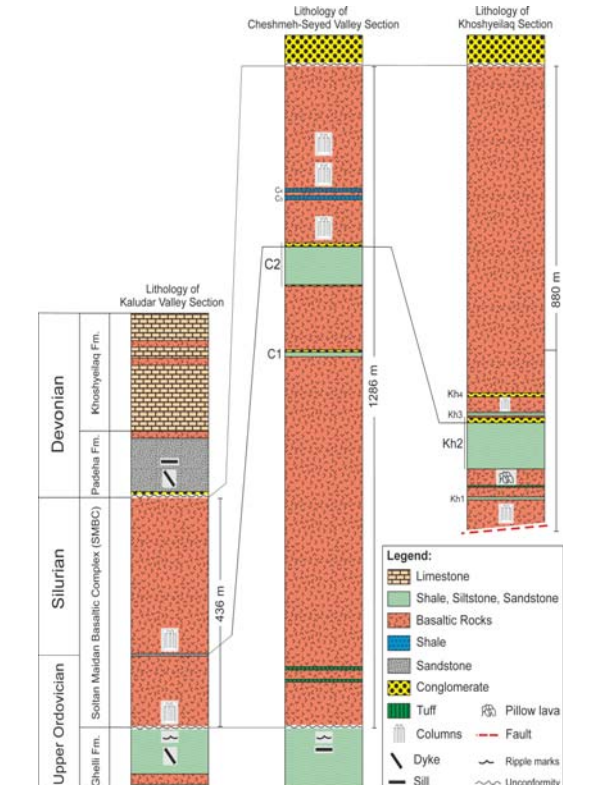 Lithology of
Cheshmeh-Seyed Valley Section
Lithology of
Khoshyeilaq Section
C4
C3
C2
C1
1286 m
Kh4
Kh3
Kh2
Kh1
880 m
Lithology of
Kaludar Valley Section
Devonian
Khoshyeilaq Fm.
Padeha Fm.
Silurian
Upper Ordovician
Soltan Maidan Basaltic Complex (SMBC)
Ghelli Fm.
436 m
Legend:
Limestone
Shale, Siltstone, Sandstone
Basaltic Rocks
Shale
Sandstone
Conglomerate
Tuff
Pillow lava
Columns
Fault
Dyke
Ripple marks
Sill
Unconformity